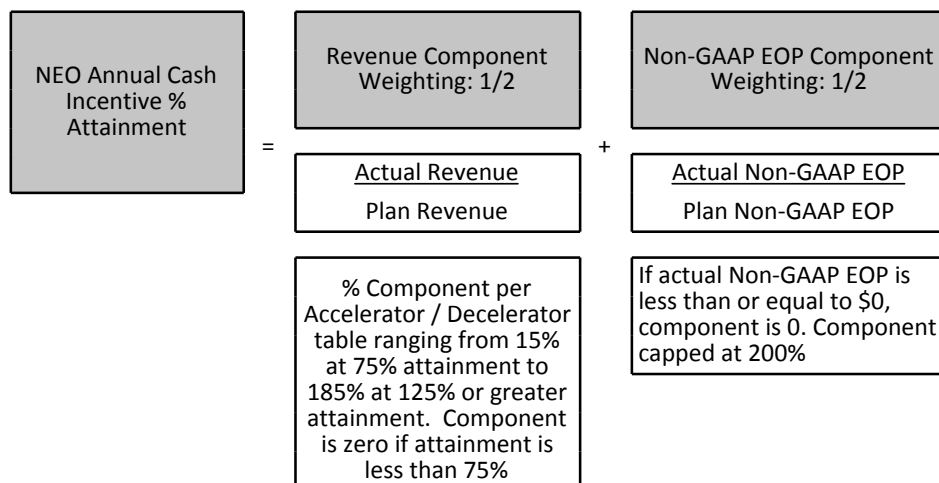 NEO Annual Cash
Incentive %
Attainment
=
Revenue Component
Weighting: 1/2
Actual Revenue
Plan Revenue
% Component per
Accelerator / Decelerator
table ranging from 15%
at 75% attainment to
185% at 125% or greater
attainment.  Component
is zero if attainment is
less than 75%
+
Non-GAAP EOP Component
Weighting: 1/2
Actual Non-GAAP EOP
Plan Non-GAAP EOP
If actual Non-GAAP EOP is
less than or equal to $0,
component is 0. Component
capped at 200%